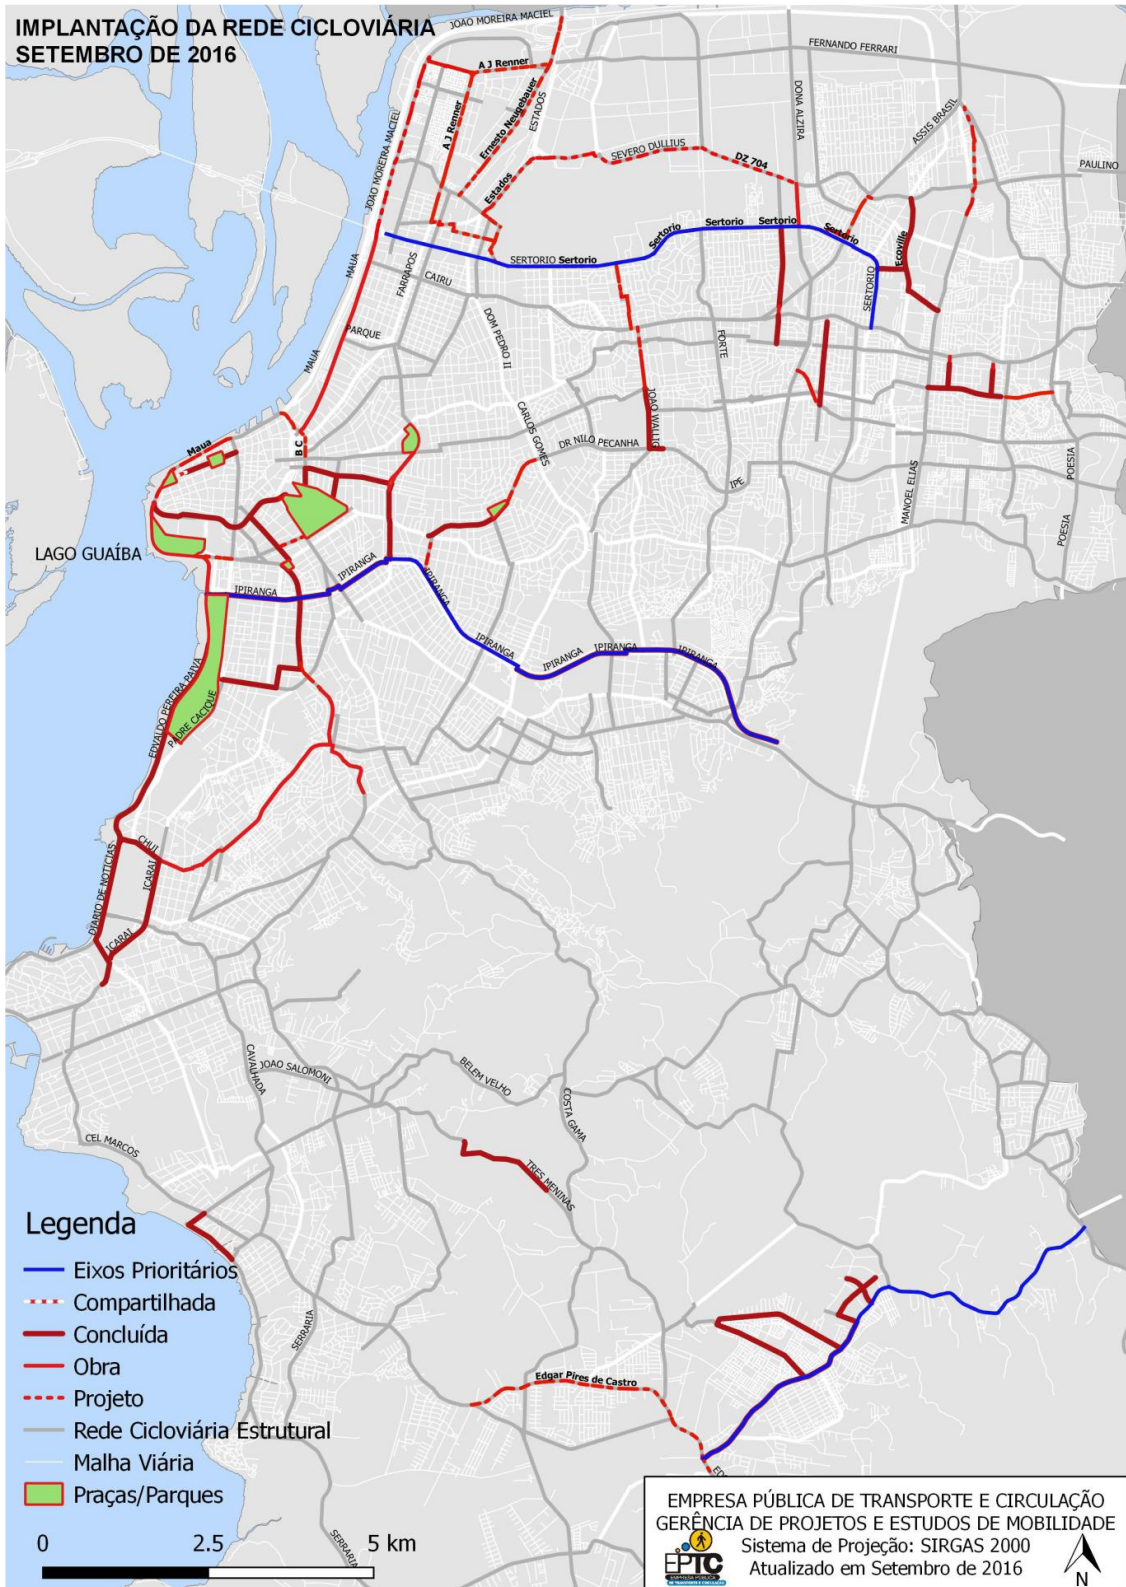 IMPLANTAÇÃO DA REDE CICLOVIÁRIA
SETEMBRO DE 2016
JOAO MOREIRA MACIEL
FERNANDO FERRARI
A J Renner
A J Renner
Ernesto Neugebauer
ESTADOS
DONA ALZIRA
ASSIS BRASIL
JOAO MOREIRA MACIEL
SEVERO DULLIUS
DZ 704
PAULINO
Estados
MAUA
FARRAPOS
CAIRU
SERTORIO Sertorio
Sertorio
Sertorio
Sertorio
Sertorio
Ecoville
SERTORIO
PARQUE
DOM PEDRO II
FORTE
MAUA
CARLOS GOMES
JOAO WALLIG
Maua
B C
DR NILO PECANHA
IPE
MANOEL ELIAS
POESIA
POESIA
LAGO GUAÍBA
IPIRANGA
IPIRANGA
IPIRANGA
IPIRANGA
IPIRANGA
IPIRANGA
IPIRANGA
EDVALDO PEREIRA PAIVA
PADRE CACIQUE
CHUI
DIARIO DE NOTICIAS
ICARAI
ICARAI
CAVALHADA
JOAO SALOMONI
BELEM VELHO
COSTA GAMA
CEL MARCOS
TRES MENINAS
SERRARIA
Edgar Pires de Castro
SERRARIA
Legenda
Eixos Prioritários
Compartilhada
Concluída
Obra
Projeto
Rede Cicloviária Estrutural
Malha Viária
Praças/Parques
0 2.5 5 km
EMPRESA PÚBLICA DE TRANSPORTE E CIRCULAÇÃO
GERÊNCIA DE PROJETOS E ESTUDOS DE MOBILIDADE
Sistema de Projeção: SIRGAS 2000
Atualizado em Setembro de 2016
EPTC
EMPRESA PÚBLICA
DE TRANSPORTE E CIRCULAÇÃO
N